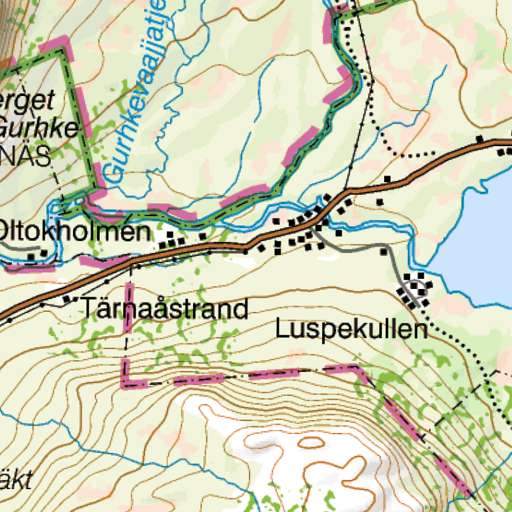 Gurhkevaajjatje
erget
Gurhke
NÄS
Oltokholmen
Tärnaåstrand
Luspekullen
äkt